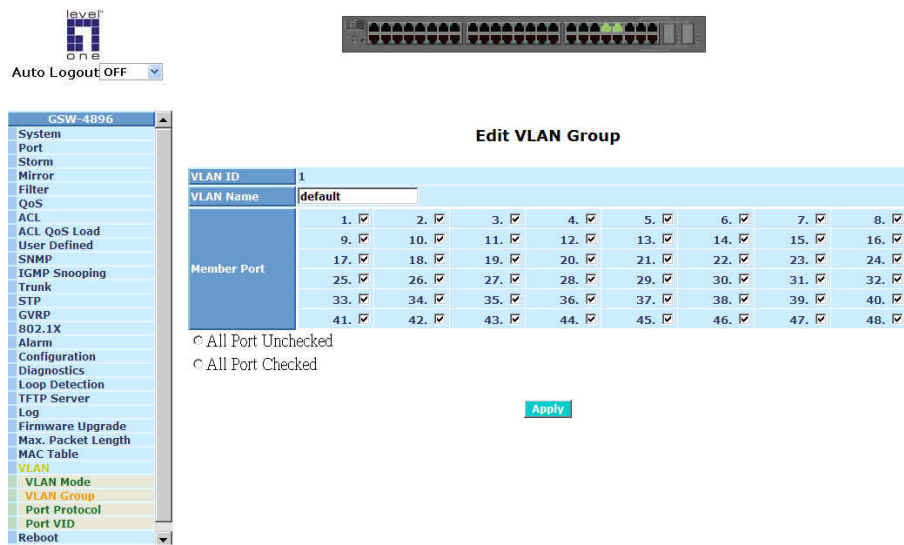 level
one
Auto Logout OFF
GSW-4896
System
Port
Storm
Mirror
Filter
QoS
ACL
ACL QoS Load
User Defined
SNMP
IGMP Snooping
Trunk
STP
GVRP
802.1X
Alarm
Configuration
Diagnostics
Loop Detection
TFTP Server
Log
Firmware Upgrade
Max. Packet Length
MAC Table
VLAN
VLAN Mode
VLAN Group
Port Protocol
Port VID
Reboot
Edit VLAN Group
VLAN ID 1
VLAN Name default
Member Port
1. 2. 3. 4. 5. 6. 7. 8.
9. 10. 11. 12. 13. 14. 15. 16.
17. 18. 19. 20. 21. 22. 23. 24.
25. 26. 27. 28. 29. 30. 31. 32.
33. 34. 35. 36. 37. 38. 39. 40.
41. 42. 43. 44. 45. 46. 47. 48.
All Port Unchecked
All Port Checked
Apply